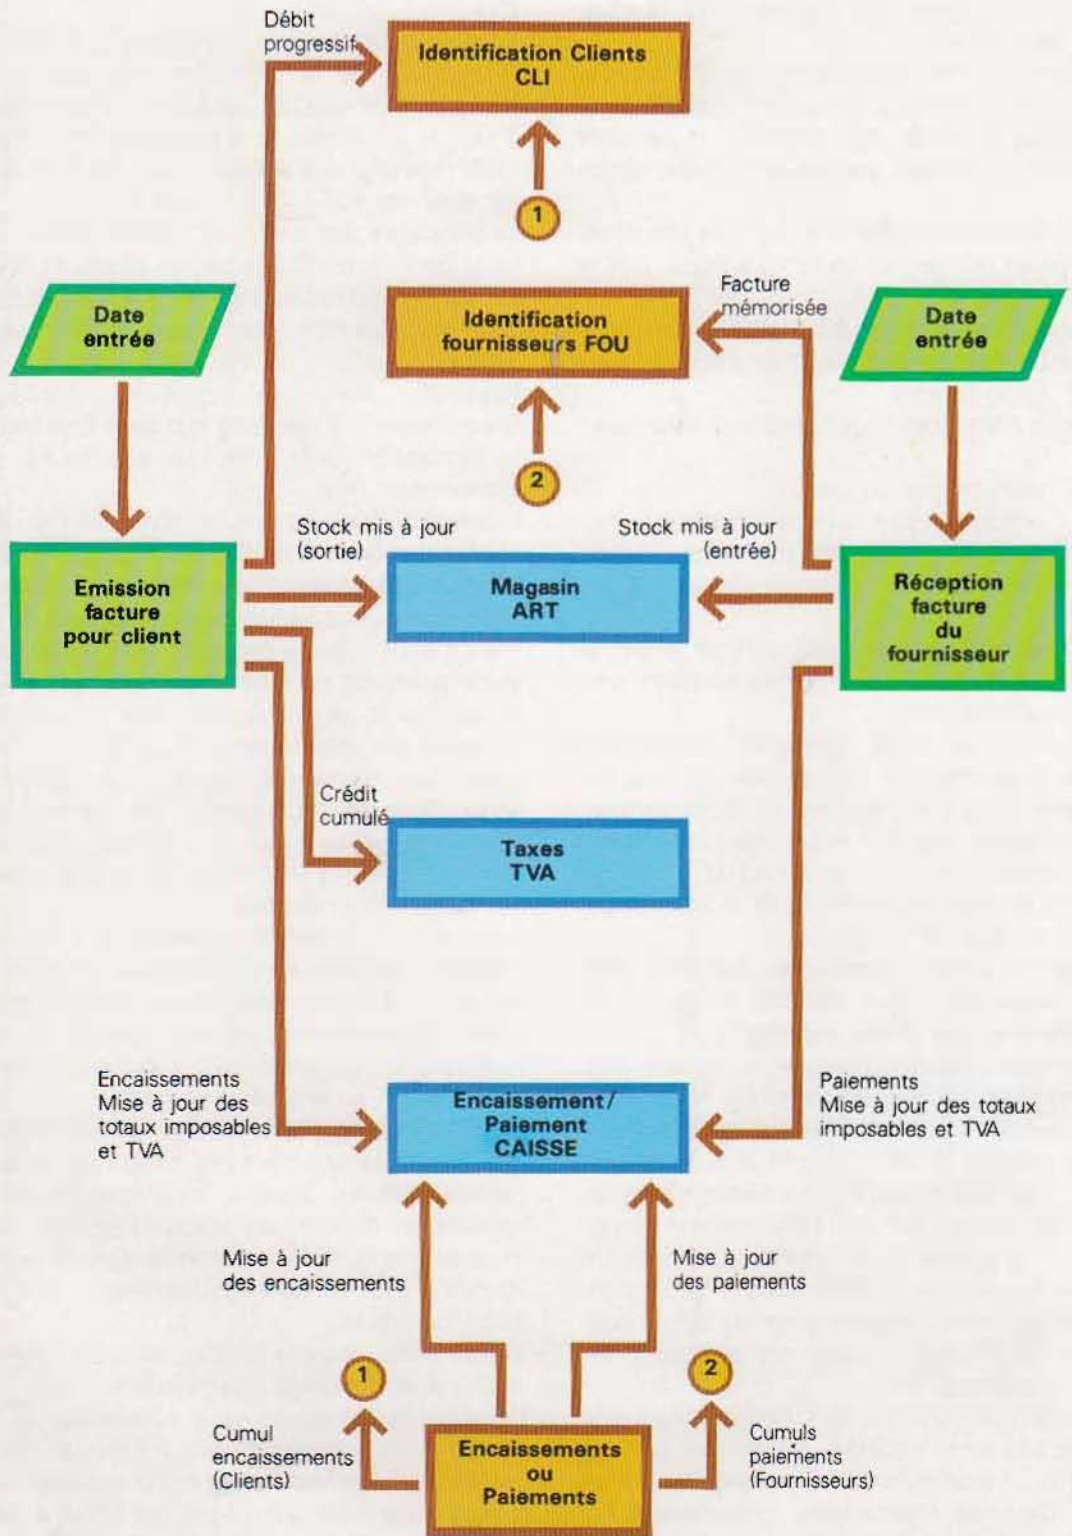 Débit
progressif
Identification Clients
CLI
1
Date
entrée
Identification
fournisseurs FOU
Facture
mémorisée
Date
entrée
2
Stock mis à jour
(sortie)
Stock mis à jour
(entrée)
Emission
facture
pour client
Magasin
ART
Réception
facture
du
fournisseur
Crédit
cumulé
Taxes
TVA
Encaissements
Mise à jour des
totaux imposables
et TVA
Encaissement/
Paiement
CAISSE
Paiements
Mise à jour des totaux
imposables et TVA
Mise à jour
des encaissements
Mise à jour
des paiements
1
2
Cumul
encaissements
(Clients)
Encaissements
ou
Paiements
Cumuls
paiements
(Fournisseurs)